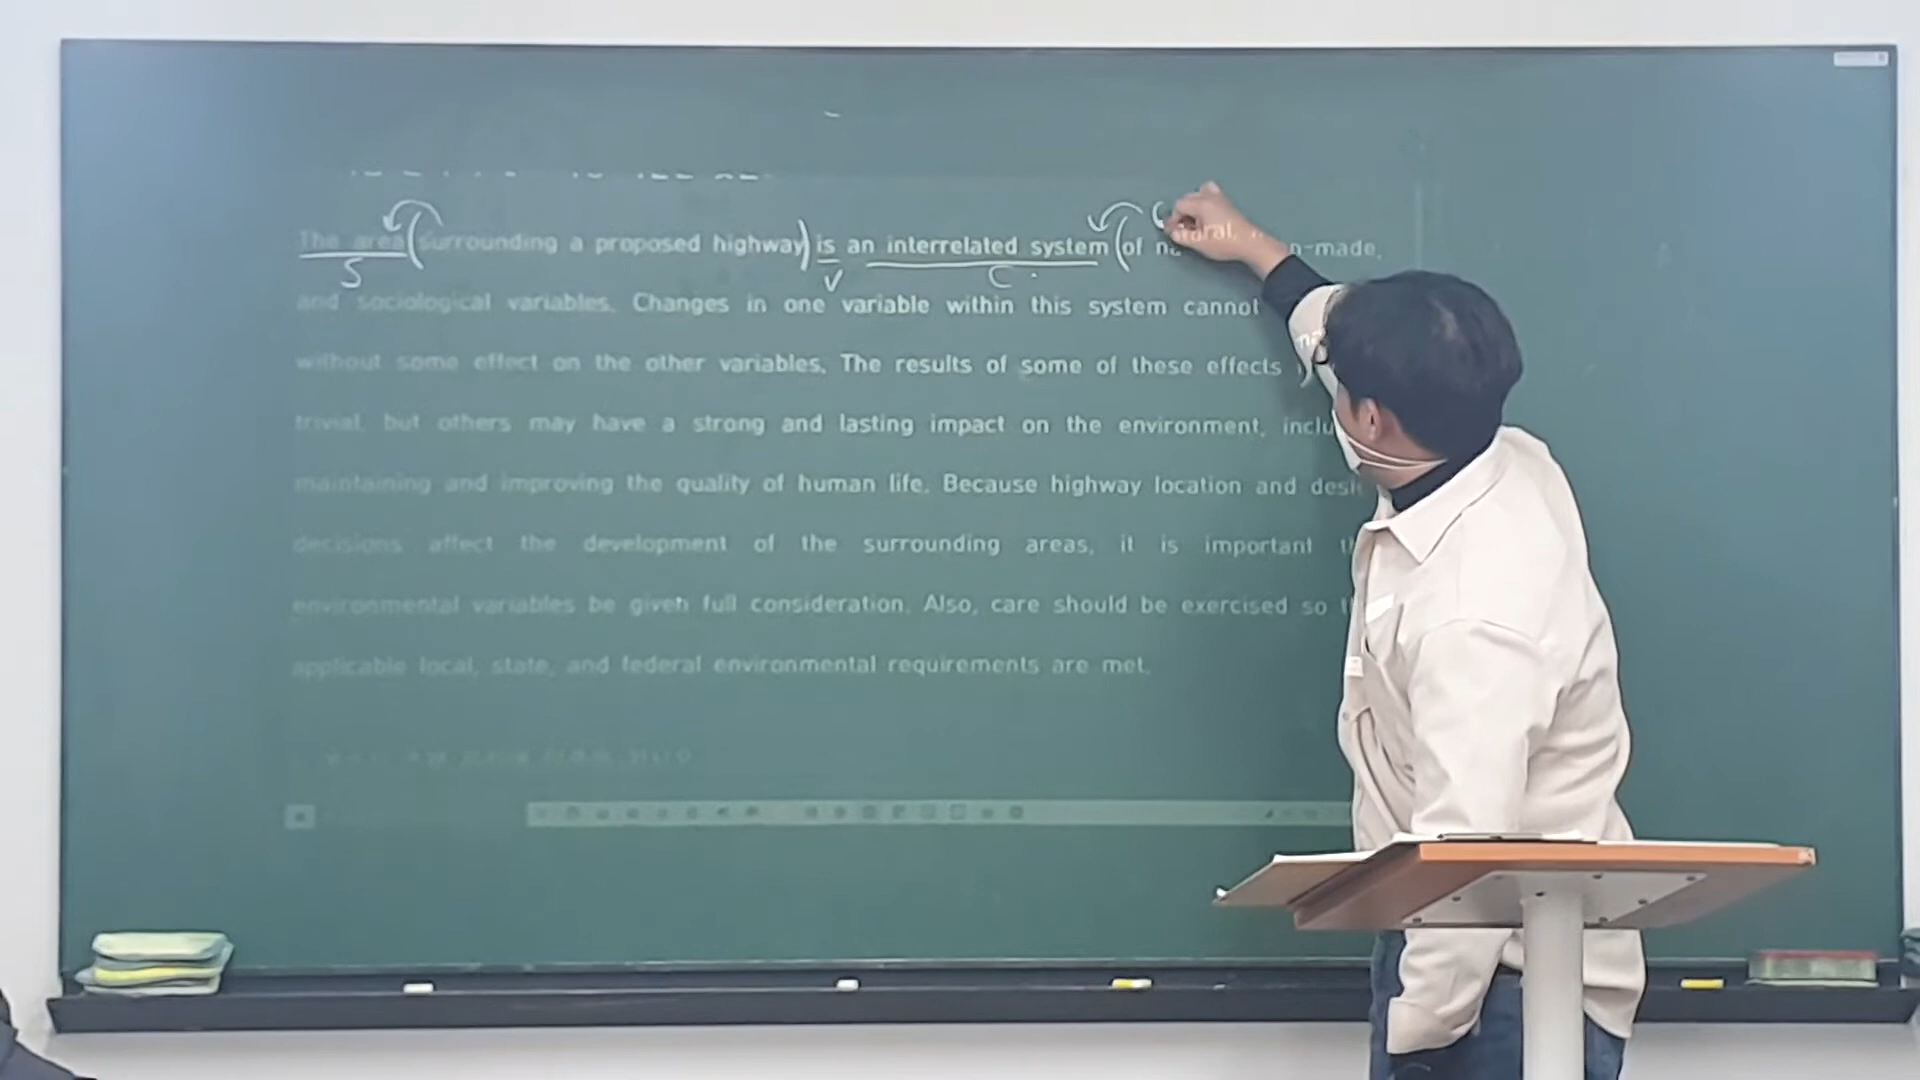 The area (surrounding a proposed highway) is an interrelated system (of natural, n-made,
S V C
and sociological variables. Changes in one variable within this system cannot
without some effect on the other variables. The results of some of these effects
trivial, but others may have a strong and lasting impact on the environment, inclu
maintaining and improving the quality of human life. Because highway location and desi
decisions affect the development of the surrounding areas, it is important t
environmental variables be given full consideration. Also, care should be exercised so t
applicable local, state, and federal environmental requirements are met.